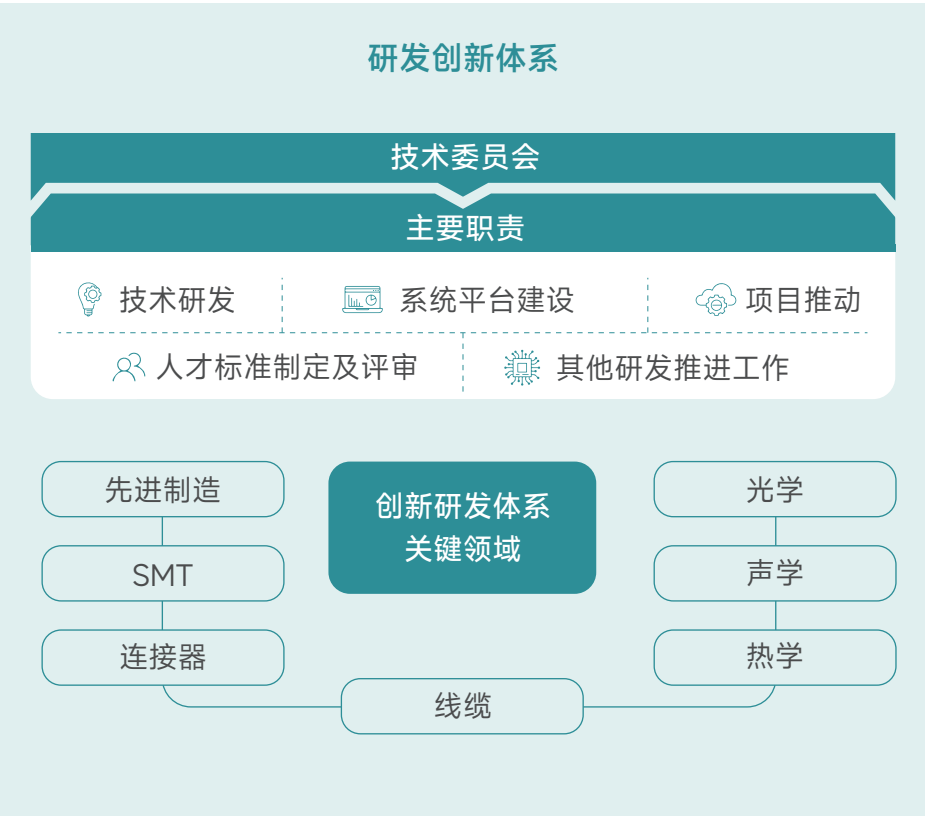 研发创新体系
技术委员会
主要职责
技术研发
系统平台建设
项目推动
人才标准制定及评审
其他研发推进工作
先进制造
创新研发体系
关键领域
光学
SMT
声学
连接器
热学
线缆